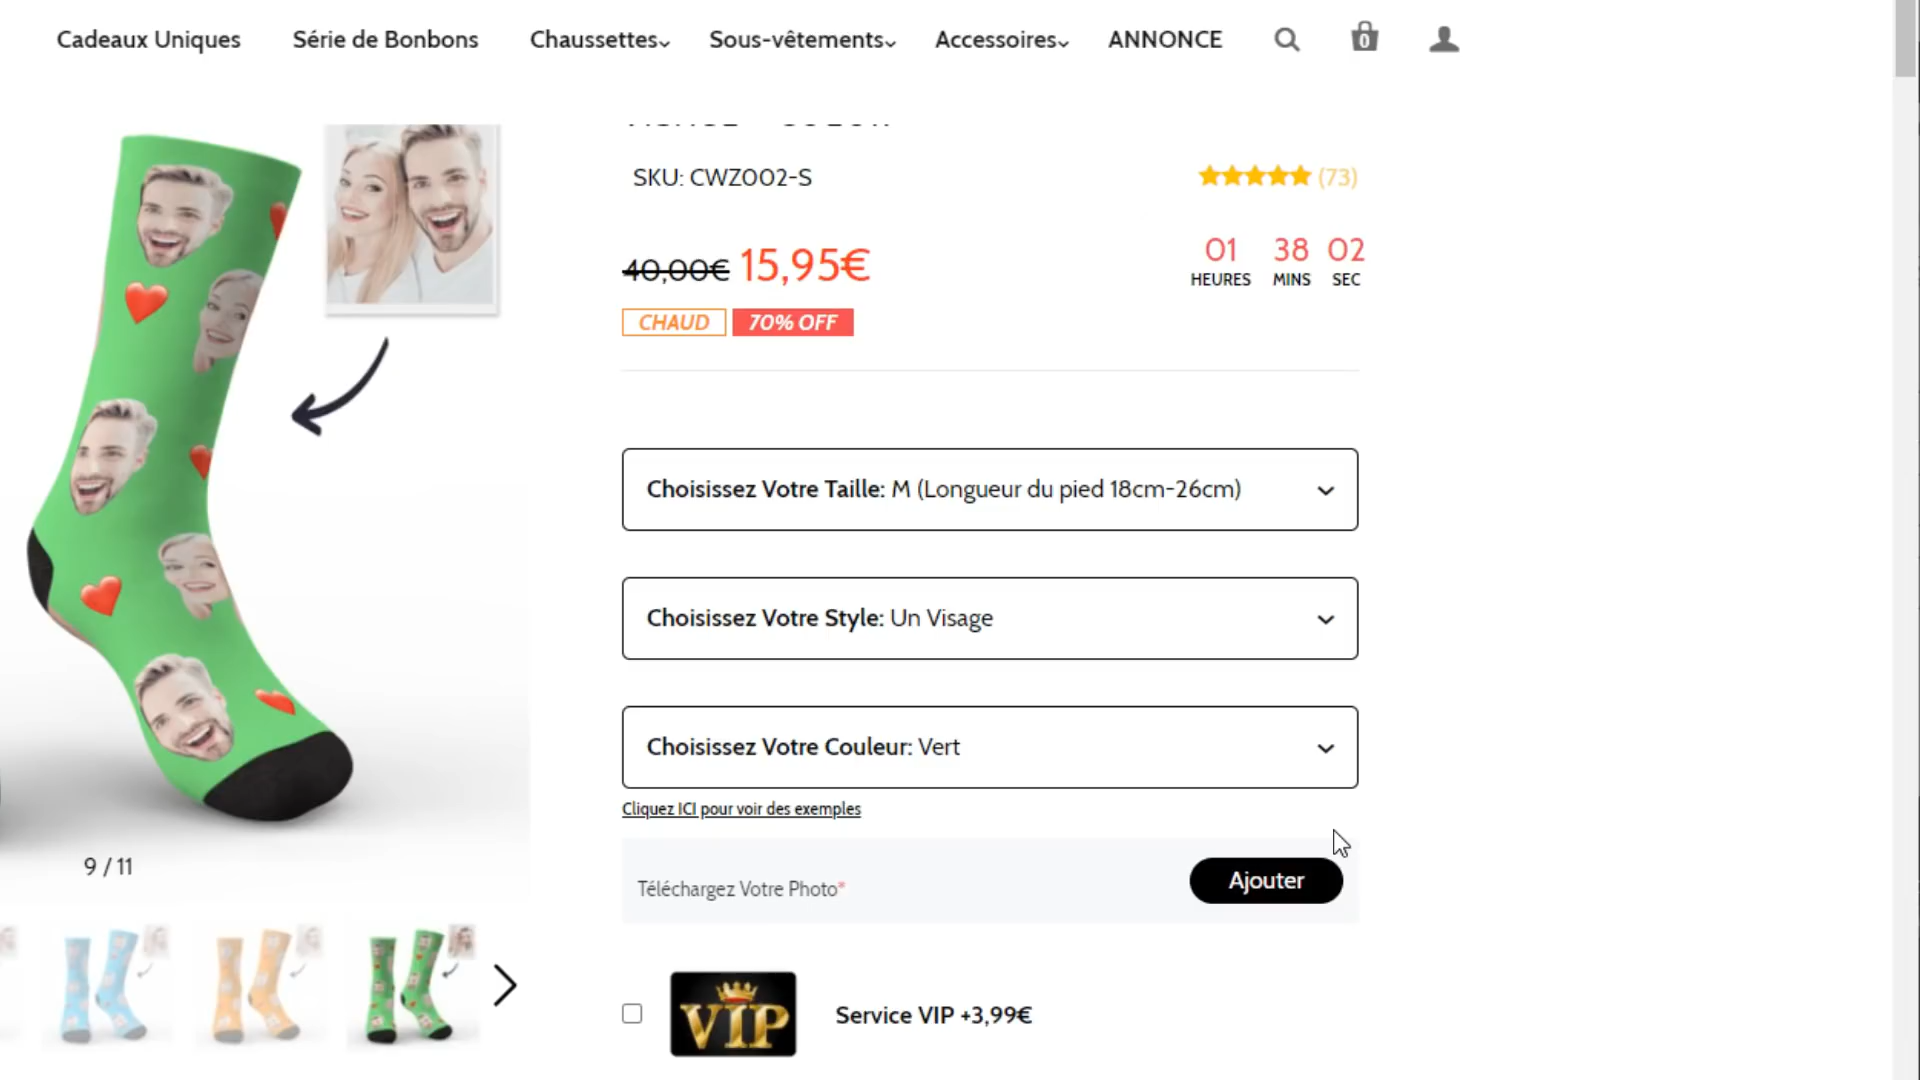 Cadeaux Uniques Série de Bonbons Chaussettes Sous-vêtements Accessoires ANNONCE 0
SKU: CWZ002-S (73)
40,00€ 15,95€
01 38 02
HEURES MINS SEC
CHAUD 70% OFF
Choisissez Votre Taille: M (Longueur du pied 18cm-26cm)
Choisissez Votre Style: Un Visage
Choisissez Votre Couleur: Vert
Cliquez ICI pour voir des exemples
9 / 11
Téléchargez Votre Photo* Ajouter
VIP Service VIP +3,99€